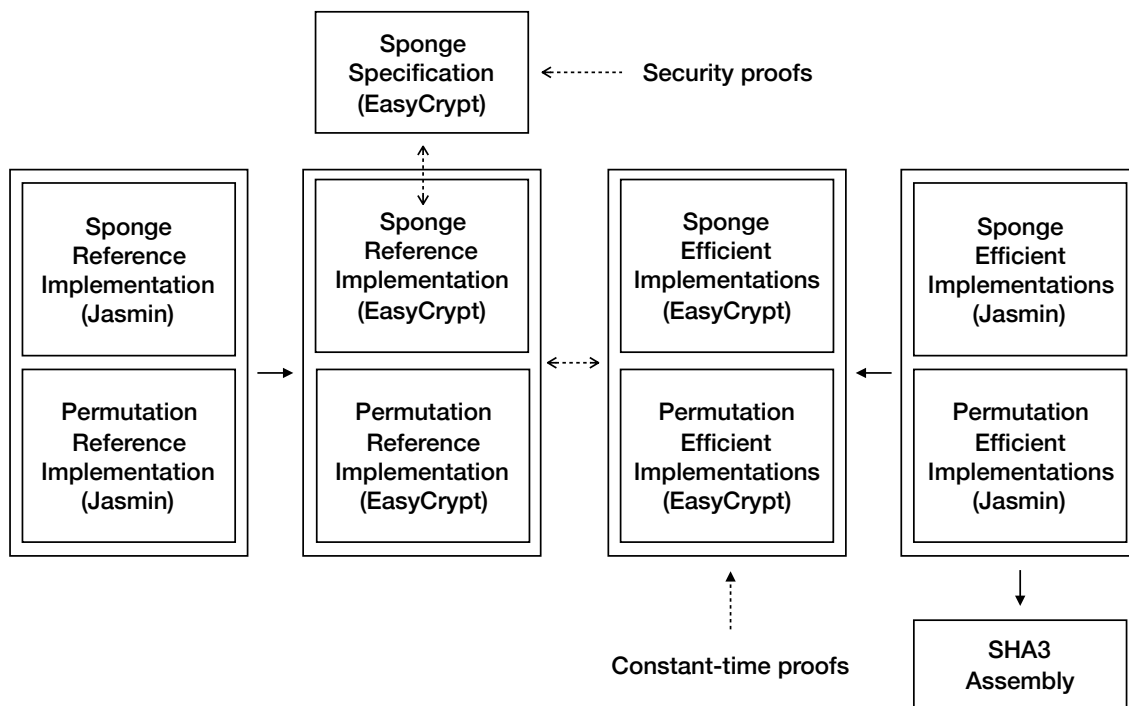 Sponge
Specification
(EasyCrypt)
Security proofs
Sponge
Reference
Implementation
(Jasmin)
Sponge
Reference
Implementation
(EasyCrypt)
Sponge
Efficient
Implementations
(EasyCrypt)
Sponge
Efficient
Implementations
(Jasmin)
Permutation
Reference
Implementation
(Jasmin)
Permutation
Reference
Implementation
(EasyCrypt)
Permutation
Efficient
Implementations
(EasyCrypt)
Permutation
Efficient
Implementations
(Jasmin)
Constant-time proofs
SHA3
Assembly